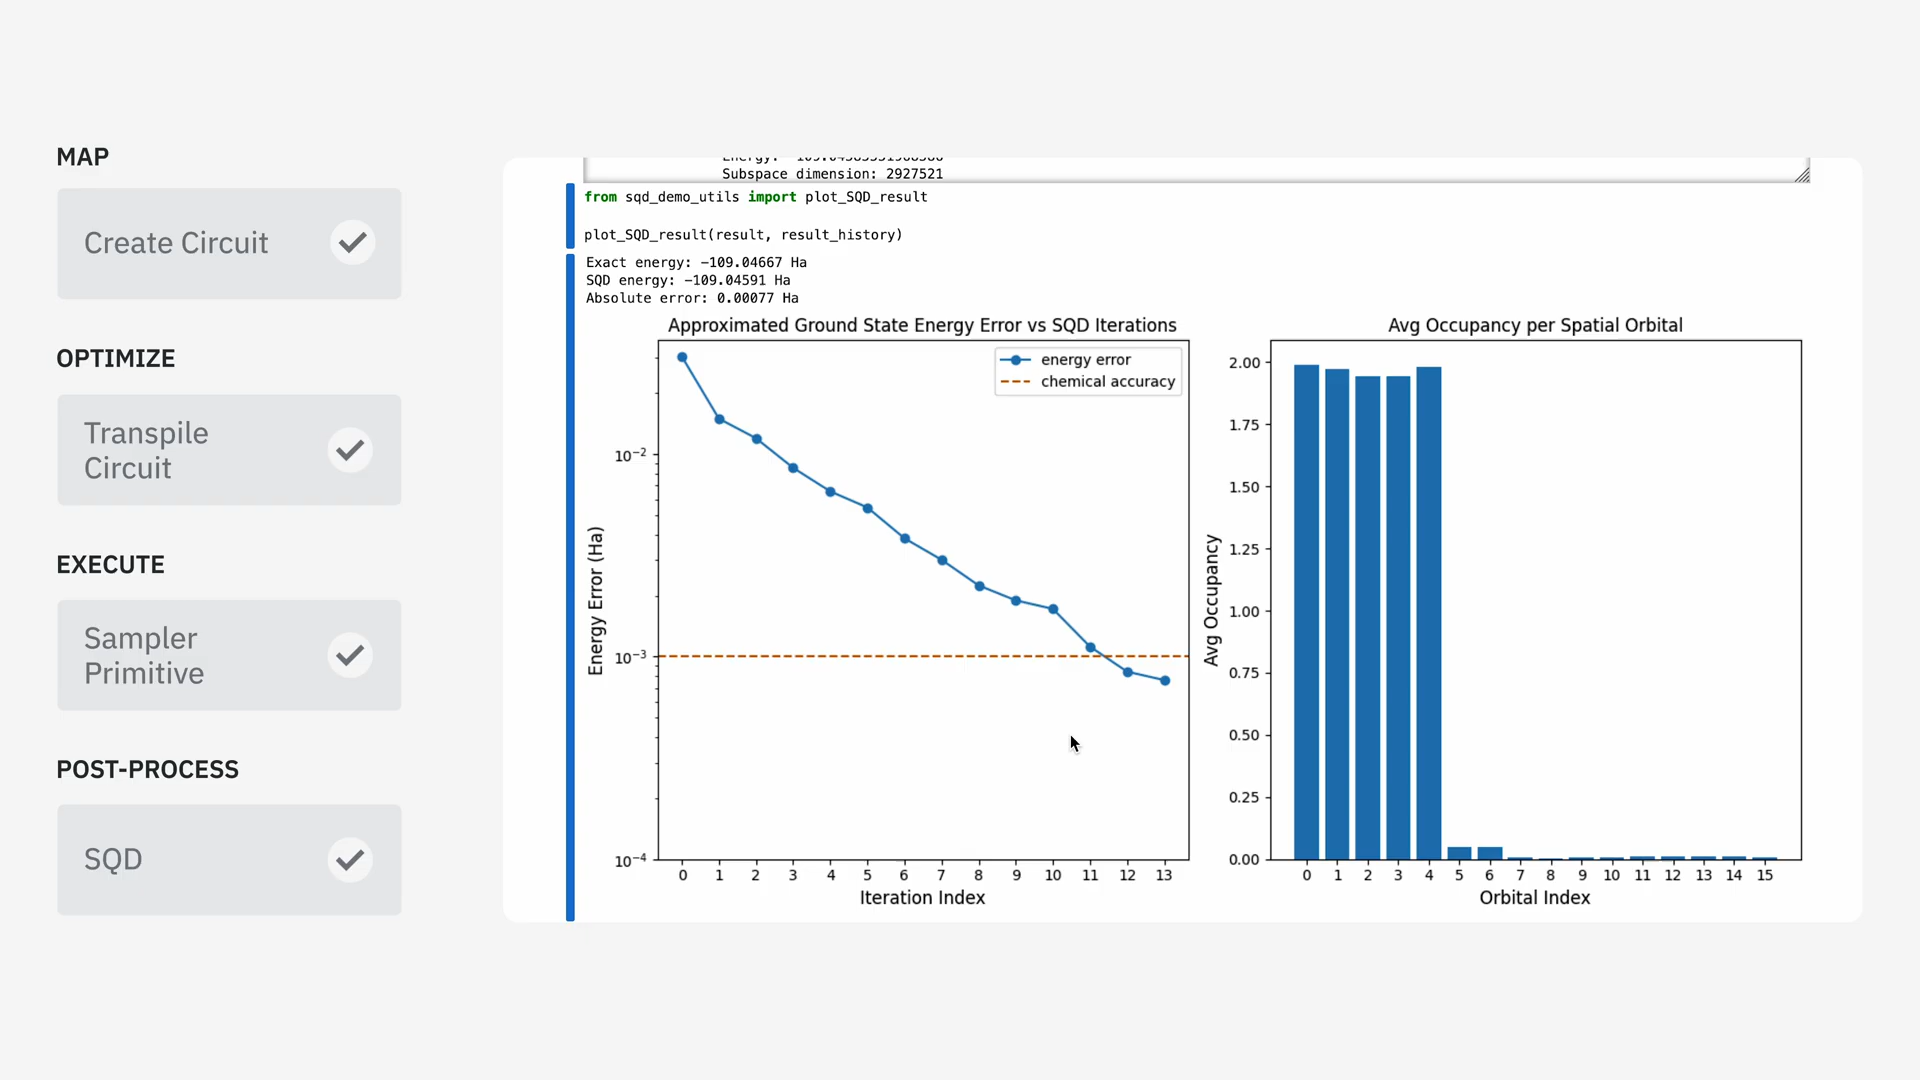 MAP
Create Circuit
OPTIMIZE
Transpile
Circuit
EXECUTE
Sampler
Primitive
POST-PROCESS
SQD
Subspace dimension: 2927521
from sqd_demo_utils import plot_SQD_result
plot_SQD_result(result, result_history)
Exact energy: -109.04667 Ha
SQD energy: -109.04591 Ha
Absolute error: 0.00077 Ha
Approximated Ground State Energy Error vs SQD Iterations
energy error
chemical accuracy
Energy Error (Ha)
10⁻²
10⁻³
10⁻⁴
0 1 2 3 4 5 6 7 8 9 10 11 12 13
Iteration Index
Avg Occupancy per Spatial Orbital
Avg Occupancy
2.00
1.75
1.50
1.25
1.00
0.75
0.50
0.25
0.00
0 1 2 3 4 5 6 7 8 9 10 11 12 13 14 15
Orbital Index